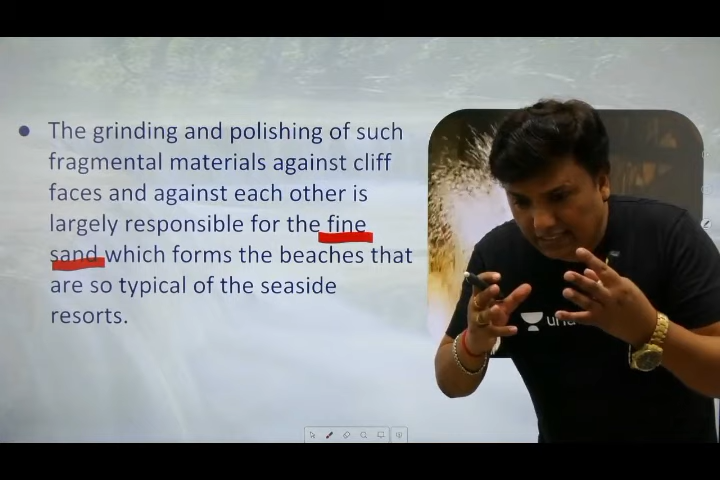 The grinding and polishing of such
fragmental materials against cliff
faces and against each other is
largely responsible for the fine
sand which forms the beaches that
are so typical of the seaside
resorts.